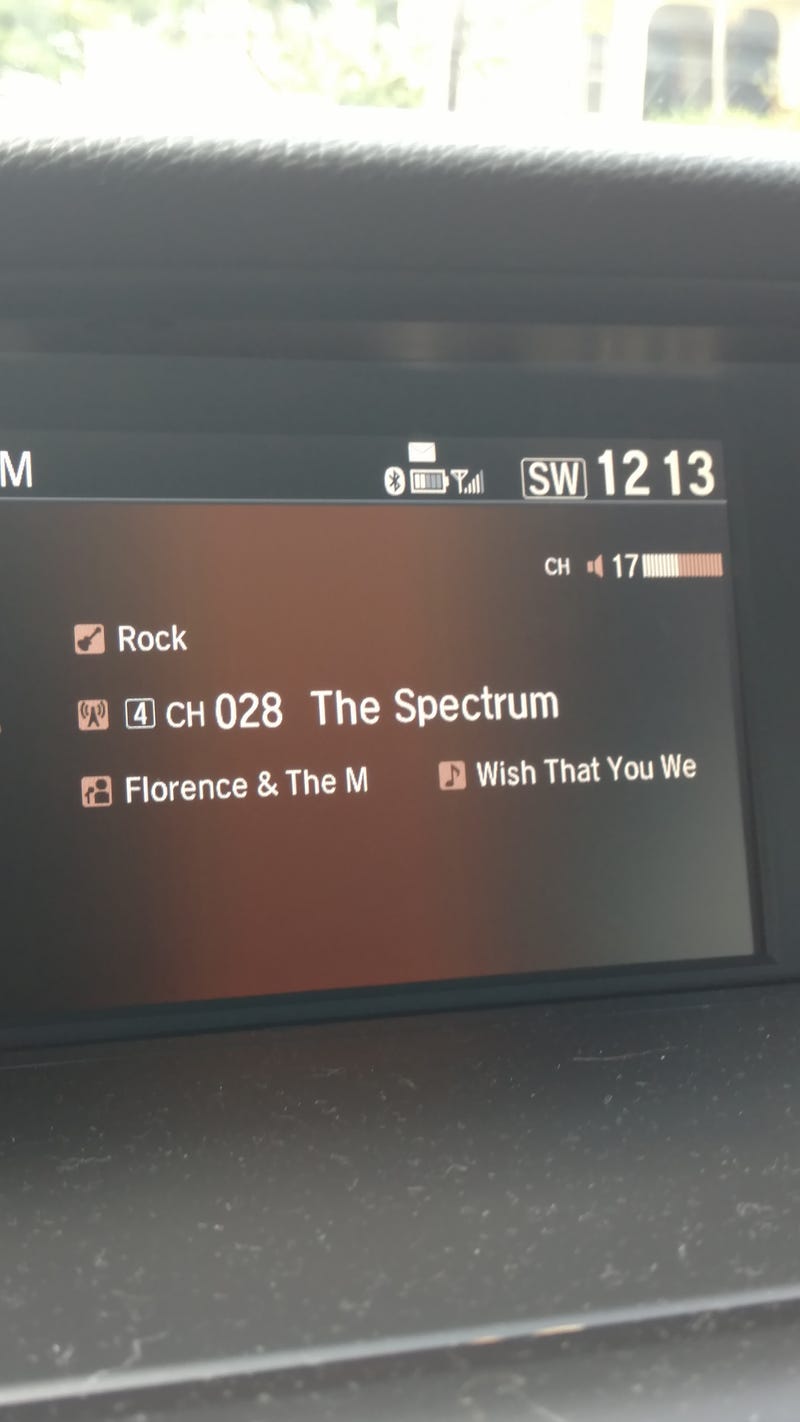 M
SW 12 13
CH 17
Rock
4 CH 028 The Spectrum
Florence & The M
Wish That You We